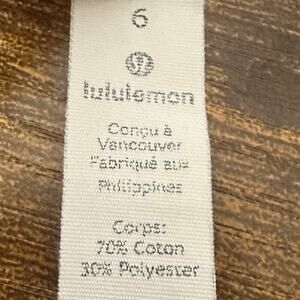 6
lululemon
Conçu à
Vancouver
Fabriqué aux
Philippines
Corps:
70% Coton
30% Polyester